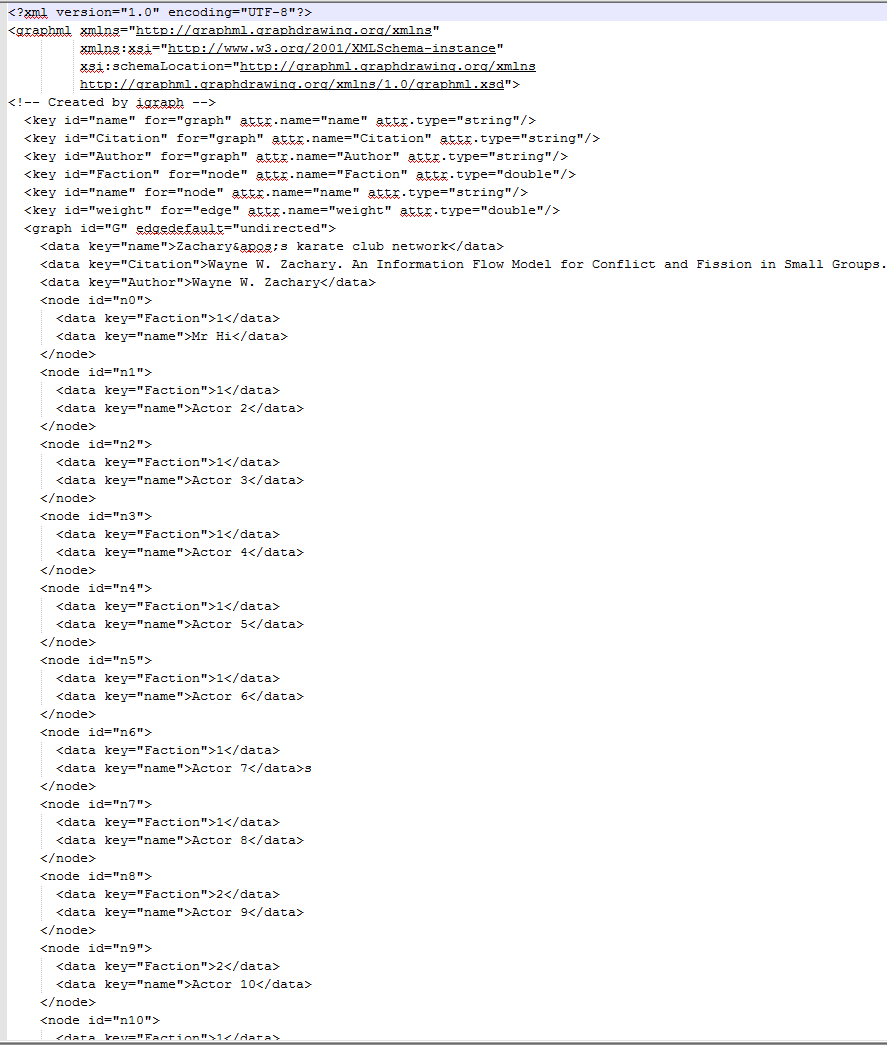 <?xml version="1.0" encoding="UTF-8"?>
<graphml xmlns="http://graphml.graphdrawing.org/xmlns"
xmlns:xsi="http://www.w3.org/2001/XMLSchema-instance"
xsi:schemaLocation="http://graphml.graphdrawing.org/xmlns
http://graphml.graphdrawing.org/xmlns/1.0/graphml.xsd">
<!-- Created by igraph -->
<key id="name" for="graph" attr.name="name" attr.type="string"/>
<key id="Citation" for="graph" attr.name="Citation" attr.type="string"/>
<key id="Author" for="graph" attr.name="Author" attr.type="string"/>
<key id="Faction" for="node" attr.name="Faction" attr.type="double"/>
<key id="name" for="node" attr.name="name" attr.type="string"/>
<key id="weight" for="edge" attr.name="weight" attr.type="double"/>
<graph id="G" edgedefault="undirected">
<data key="name">Zachary&apos;s karate club network</data>
<data key="Citation">Wayne W. Zachary. An Information Flow Model for Conflict and Fission in Small Groups.
<data key="Author">Wayne W. Zachary</data>
<node id="n0">
<data key="Faction">1</data>
<data key="name">Mr Hi</data>
</node>
<node id="n1">
<data key="Faction">1</data>
<data key="name">Actor 2</data>
</node>
<node id="n2">
<data key="Faction">1</data>
<data key="name">Actor 3</data>
</node>
<node id="n3">
<data key="Faction">1</data>
<data key="name">Actor 4</data>
</node>
<node id="n4">
<data key="Faction">1</data>
<data key="name">Actor 5</data>
</node>
<node id="n5">
<data key="Faction">1</data>
<data key="name">Actor 6</data>
</node>
<node id="n6">
<data key="Faction">1</data>
<data key="name">Actor 7</data>s
</node>
<node id="n7">
<data key="Faction">1</data>
<data key="name">Actor 8</data>
</node>
<node id="n8">
<data key="Faction">2</data>
<data key="name">Actor 9</data>
</node>
<node id="n9">
<data key="Faction">2</data>
<data key="name">Actor 10</data>
</node>
<node id="n10">
<data key="Faction">1</data>